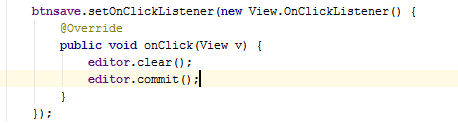 btnsave.setOnClickListener(new View.OnClickListener() {
@Override
public void onClick(View v) {
editor.clear();
editor.commit();
}
});